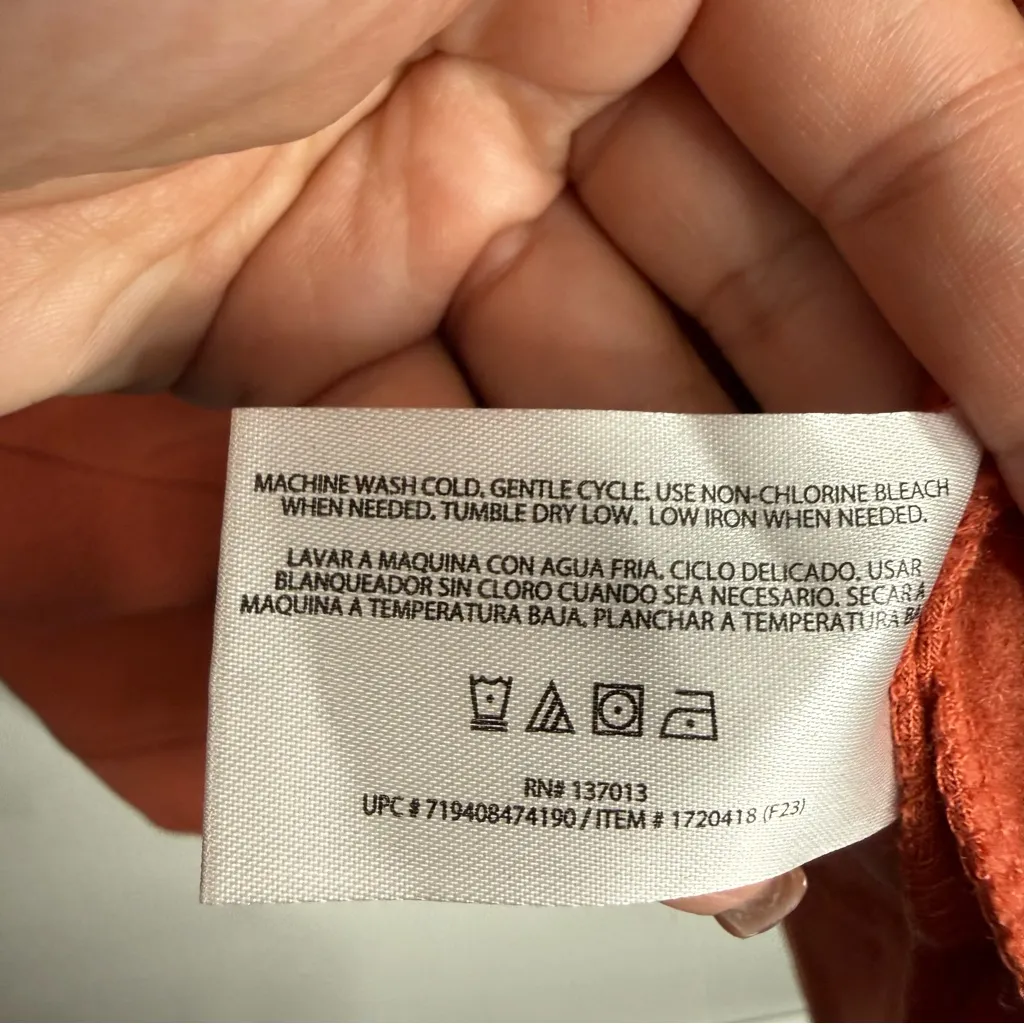 MACHINE WASH COLD. GENTLE CYCLE. USE NON-CHLORINE BLEACH
WHEN NEEDED. TUMBLE DRY LOW. LOW IRON WHEN NEEDED.
LAVAR A MAQUINA CON AGUA FRIA. CICLO DELICADO. USAR
BLANQUEADOR SIN CLORO CUANDO SEA NECESARIO. SECAR A
MAQUINA A TEMPERATURA BAJA. PLANCHAR A TEMPERATURA
RN# 137013
UPC # 719408474190 / ITEM # 1720418 (F23)